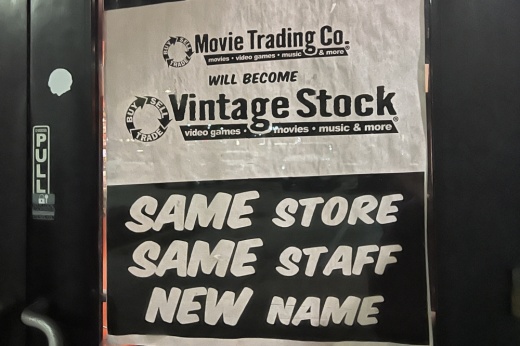 BUY SELL TRADE
Movie Trading Co.®
movies • video games • music & more
WILL BECOME
BUY SELL TRADE
Vintage Stock®
video games • movies • music & more
SAME STORE
SAME STAFF
NEW NAME
PULL